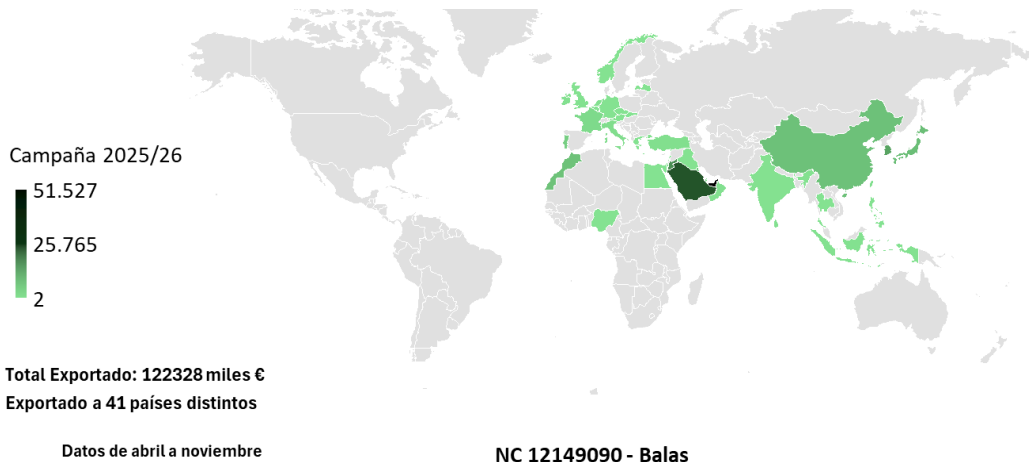 Campaña 2025/26
51.527
25.765
2
Total Exportado: 122328 miles €
Exportado a 41 países distintos
Datos de abril a noviembre
NC 12149090 - Balas